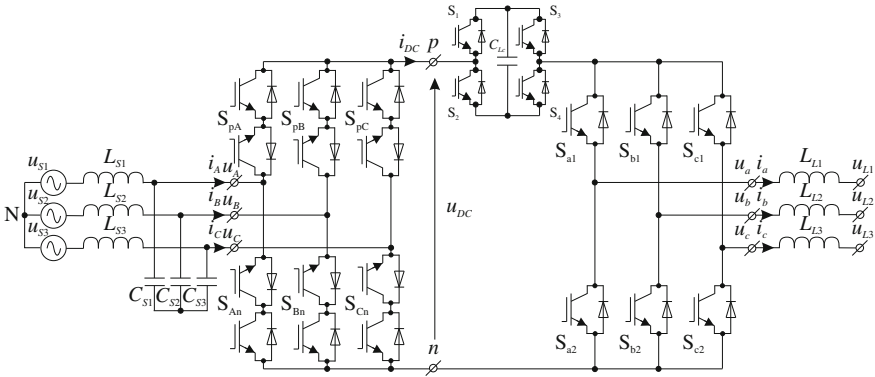 S1 S3
iDC p CLc
S2 S4
SpA SpB SpC
Sa1 Sb1 Sc1
uS1 LS1 iA uA
N uS2 LS2 iB uB
uS3 LS3 iC uC
uDC
ua ia LL1 uL1
ub ib LL2 uL2
uc ic LL3 uL3
CS1 CS2 CS3
SAn SBn SCn
Sa2 Sb2 Sc2
n